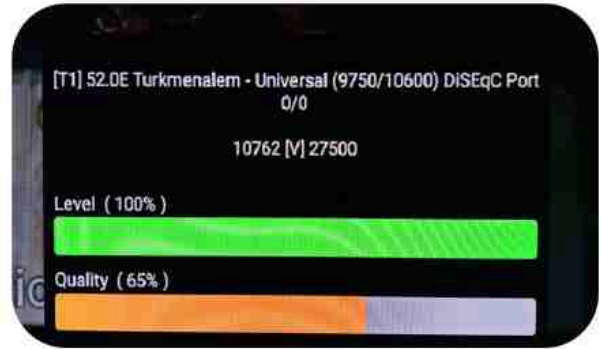 [T1] 52.0E Turkmenalem - Universal (9750/10600) DiSEqC Port
0/0
10762 [V] 27500
Level ( 100% )
Quality ( 65% )